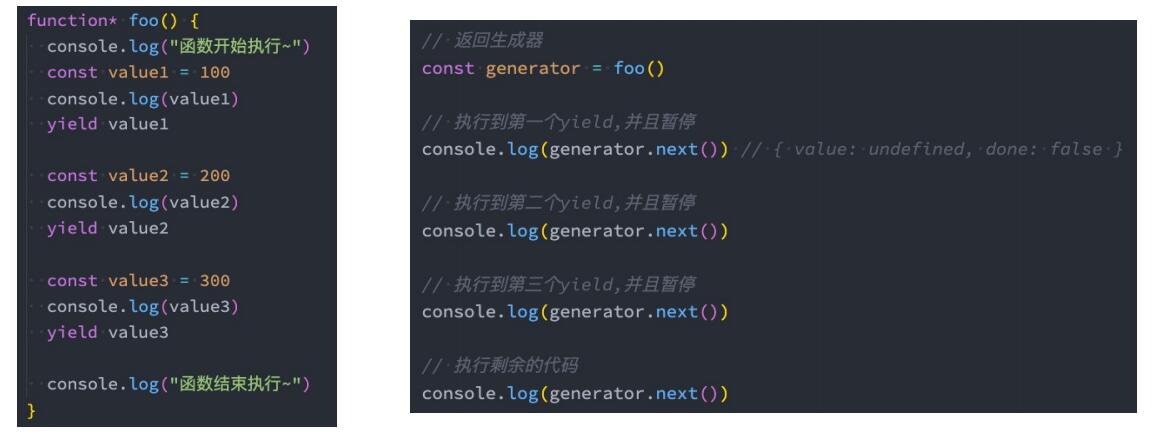 function* foo() {
  console.log("函数开始执行~")
  const value1 = 100
  console.log(value1)
  yield value1

  const value2 = 200
  console.log(value2)
  yield value2

  const value3 = 300
  console.log(value3)
  yield value3

  console.log("函数结束执行~")
}

// 返回生成器
const generator = foo()

// 执行到第一个yield,并且暂停
console.log(generator.next()) // { value: undefined, done: false }

// 执行到第二个yield,并且暂停
console.log(generator.next())

// 执行到第三个yield,并且暂停
console.log(generator.next())

// 执行剩余的代码
console.log(generator.next())